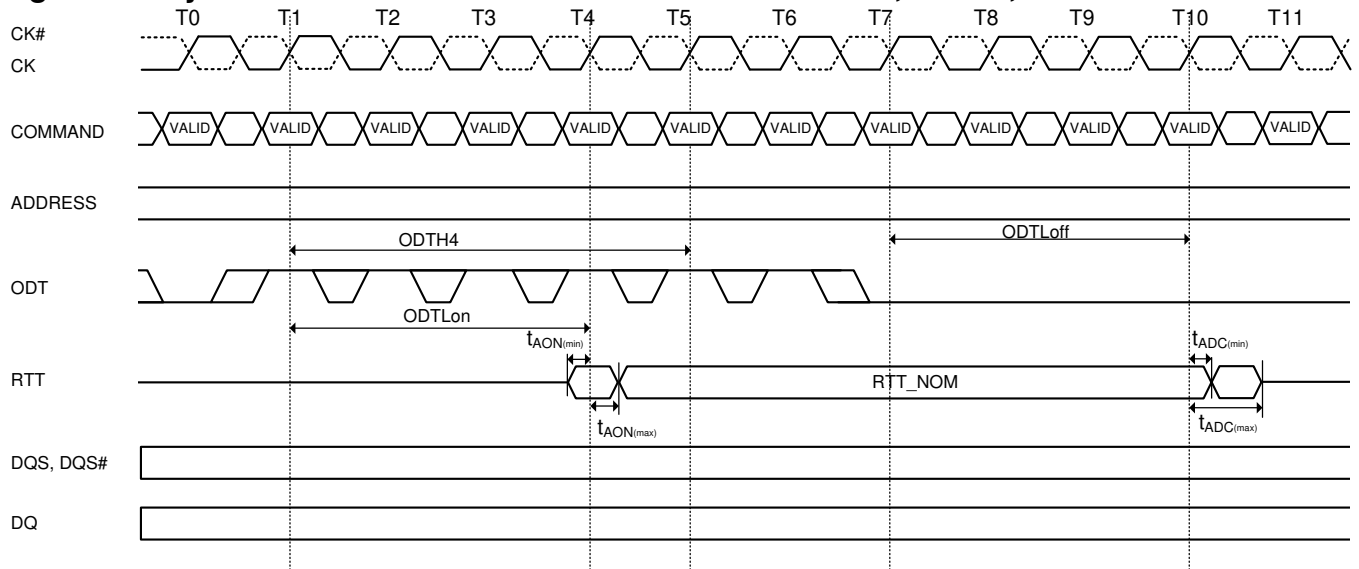 T0 T1 T2 T3 T4 T5 T6 T7 T8 T9 T10 T11
CK#
CK
COMMAND VALID VALID VALID VALID VALID VALID VALID VALID VALID VALID VALID VALID
ADDRESS
ODTH4 ODTLoff
ODT
ODTLon
tAON(min) tADC(min)
RTT RTT_NOM
tAON(max) tADC(max)
DQS, DQS#
DQ